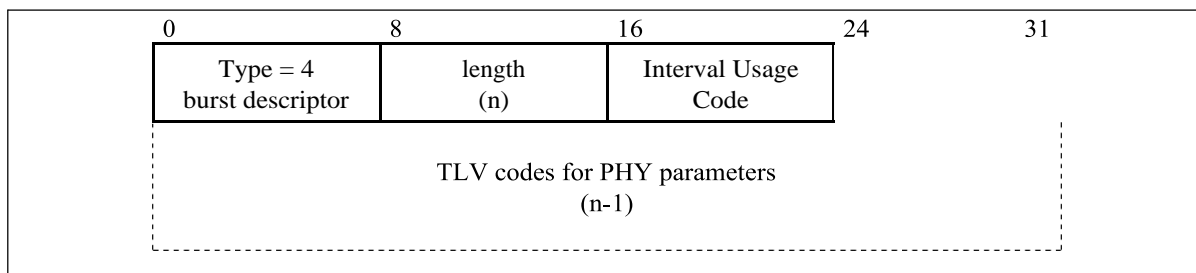 0 8 16 24 31
Type = 4 length Interval Usage
burst descriptor (n) Code
TLV codes for PHY parameters
(n-1)